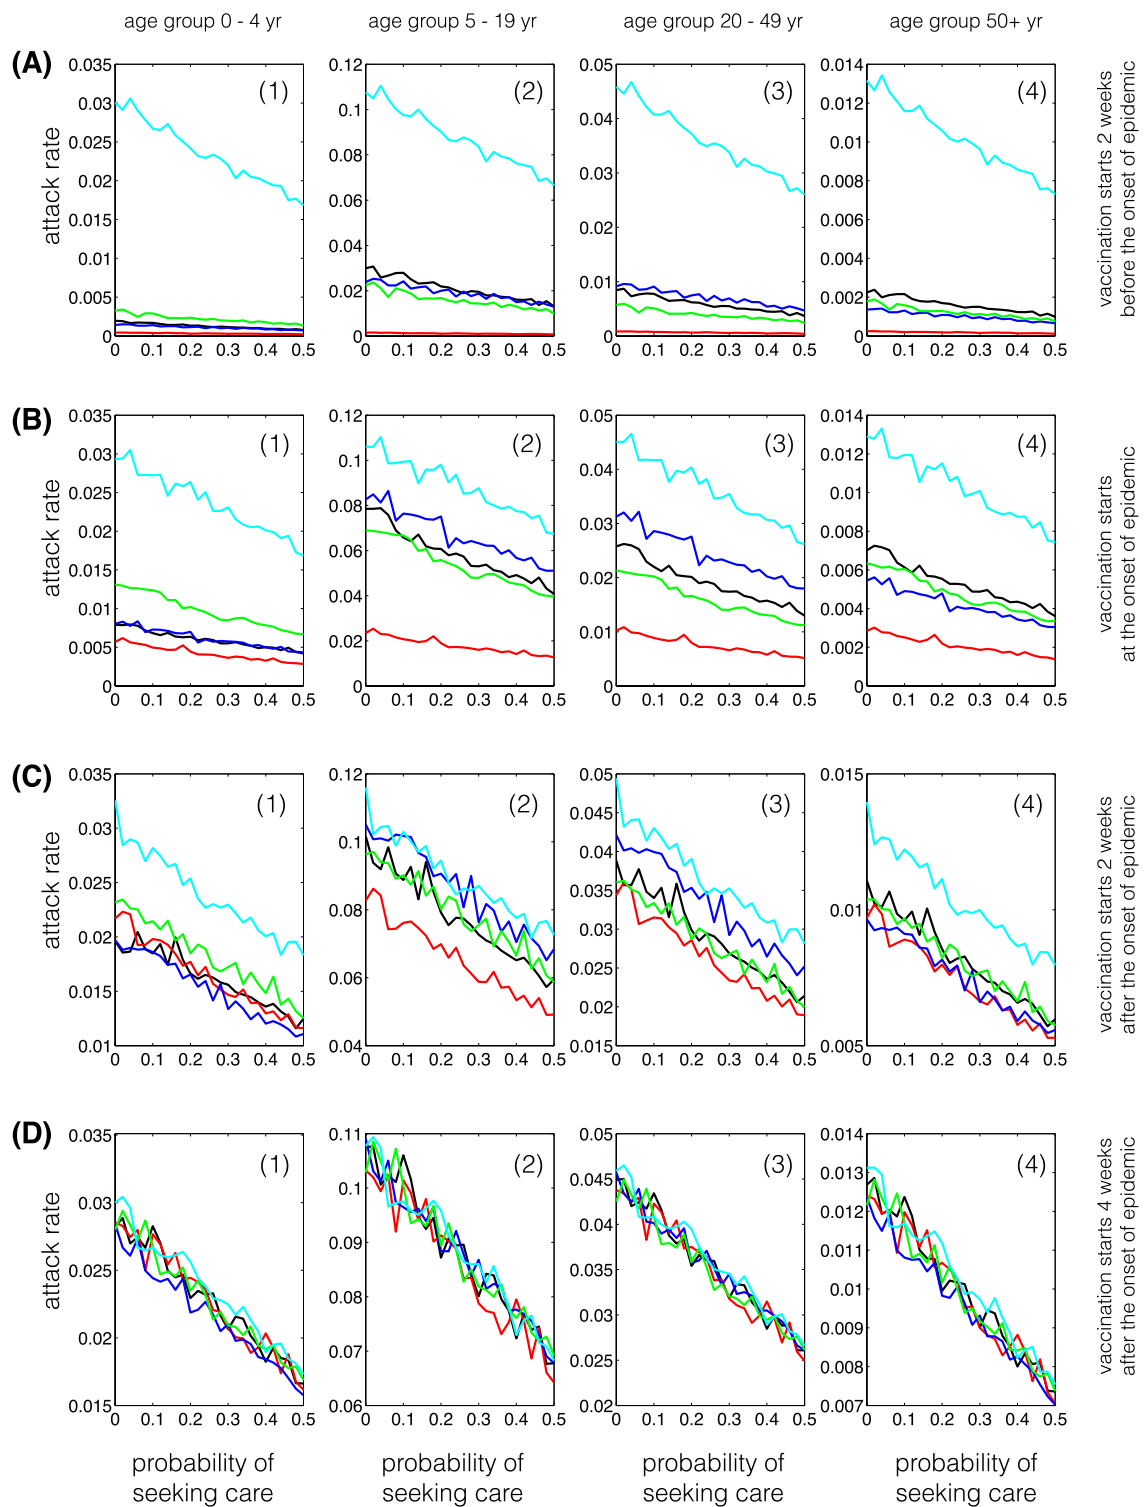 age group 0 - 4 yr
age group 5 - 19 yr
age group 20 - 49 yr
age group 50+ yr
(A)
attack rate
0.035
0.03
0.025
0.02
0.015
0.01
0.005
0
0 0.1 0.2 0.3 0.4 0.5
(1)
0.12
0.1
0.08
0.06
0.04
0.02
0
0 0.1 0.2 0.3 0.4 0.5
(2)
0.05
0.04
0.03
0.02
0.01
0
0 0.1 0.2 0.3 0.4 0.5
(3)
0.014
0.012
0.01
0.008
0.006
0.004
0.002
0
0 0.1 0.2 0.3 0.4 0.5
(4)
vaccination starts 2 weeks
before the onset of epidemic
(B)
attack rate
0.035
0.03
0.025
0.02
0.015
0.01
0.005
0
0 0.1 0.2 0.3 0.4 0.5
(1)
0.12
0.1
0.08
0.06
0.04
0.02
0
0 0.1 0.2 0.3 0.4 0.5
(2)
0.05
0.04
0.03
0.02
0.01
0
0 0.1 0.2 0.3 0.4 0.5
(3)
0.014
0.012
0.01
0.008
0.006
0.004
0.002
0
0 0.1 0.2 0.3 0.4 0.5
(4)
vaccination starts
at the onset of epidemic
(C)
attack rate
0.035
0.03
0.025
0.02
0.015
0.01
0 0.1 0.2 0.3 0.4 0.5
(1)
0.12
0.1
0.08
0.06
0.04
0 0.1 0.2 0.3 0.4 0.5
(2)
0.05
0.045
0.04
0.035
0.03
0.025
0.02
0.015
0 0.1 0.2 0.3 0.4 0.5
(3)
0.015
0.01
0.005
0 0.1 0.2 0.3 0.4 0.5
(4)
vaccination starts 2 weeks
after the onset of epidemic
(D)
attack rate
0.035
0.03
0.025
0.02
0.015
0 0.1 0.2 0.3 0.4 0.5
(1)
0.11
0.1
0.09
0.08
0.07
0.06
0 0.1 0.2 0.3 0.4 0.5
(2)
0.05
0.045
0.04
0.035
0.03
0.025
0.02
0 0.1 0.2 0.3 0.4 0.5
(3)
0.014
0.013
0.012
0.011
0.01
0.009
0.008
0.007
0 0.1 0.2 0.3 0.4 0.5
(4)
vaccination starts 4 weeks
after the onset of epidemic
probability of
seeking care
probability of
seeking care
probability of
seeking care
probability of
seeking care